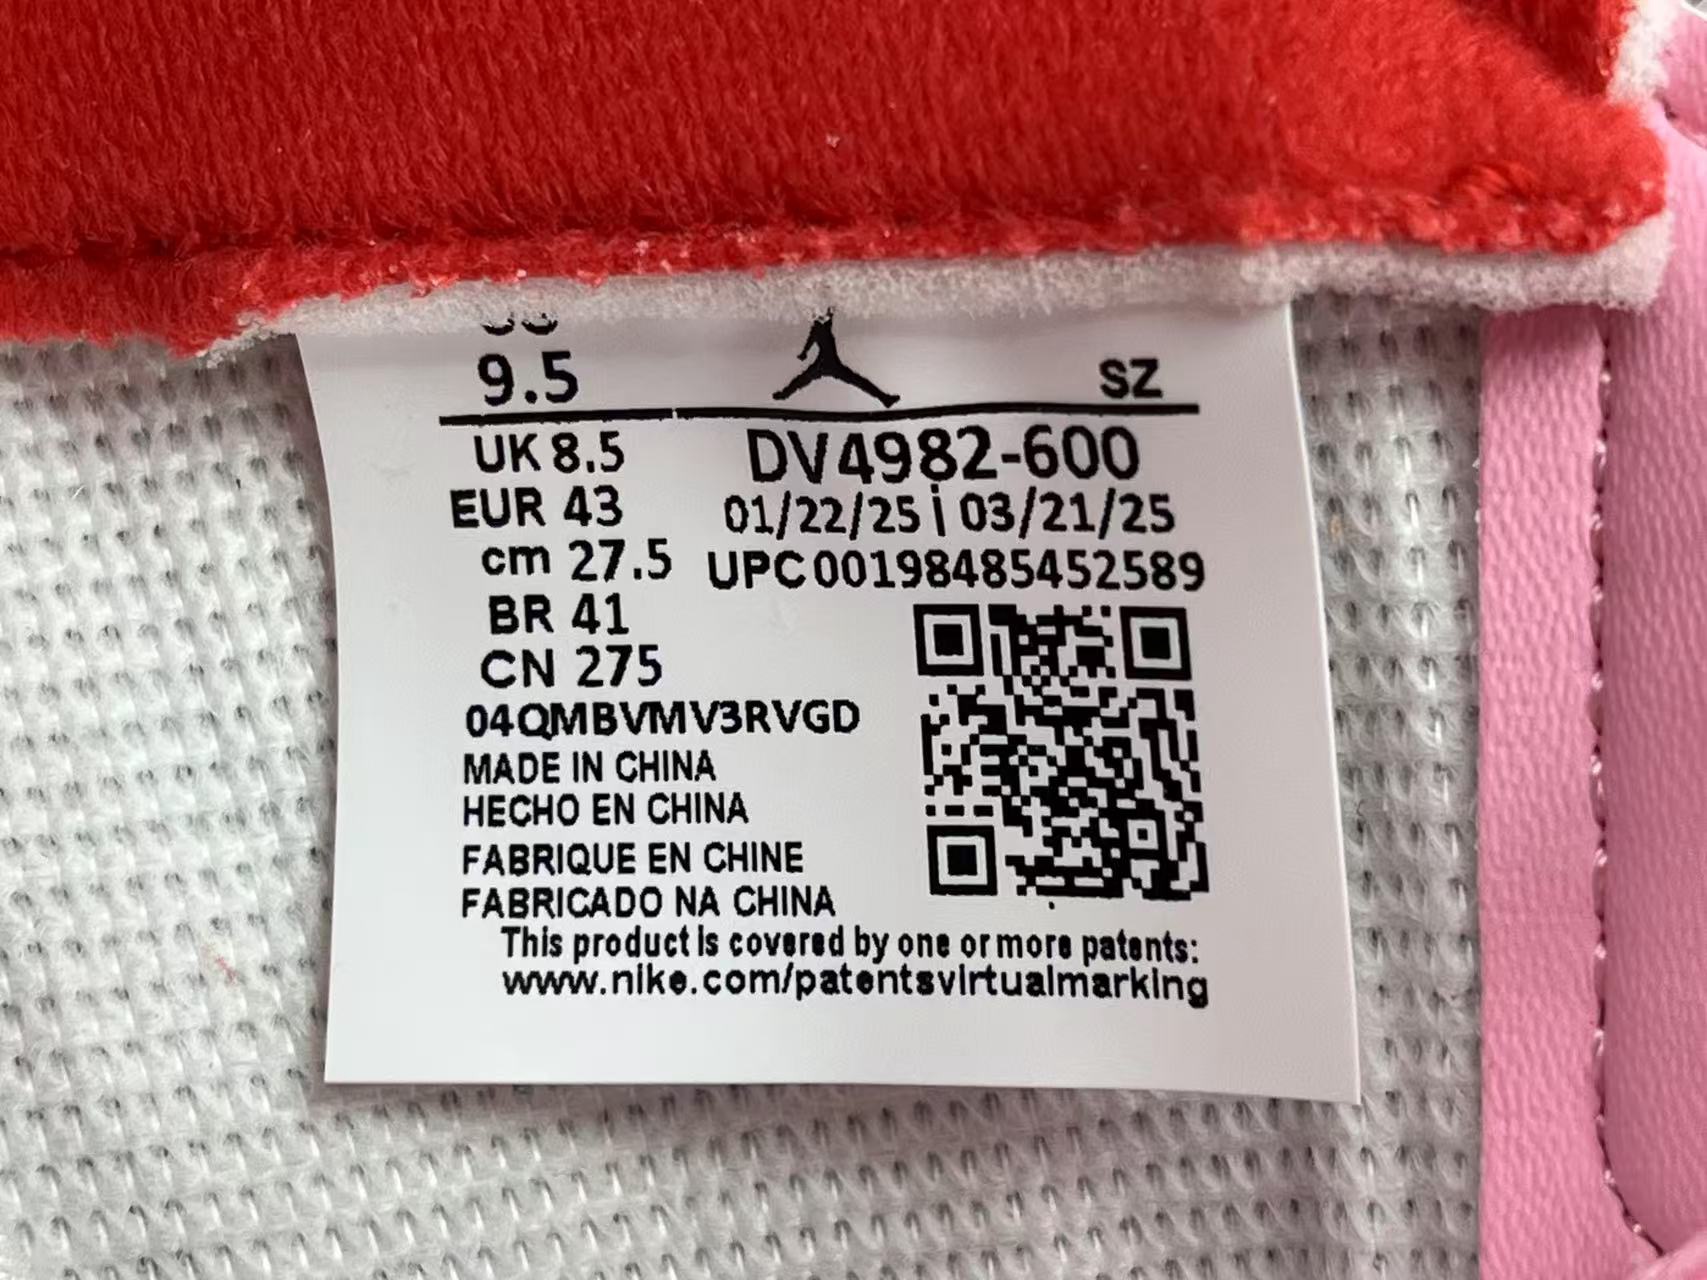 9.5
SZ
UK 8.5
DV4982-600
EUR 43
01/22/25 | 03/21/25
cm 27.5
UPC001984854525​89
BR 41
CN 275
04QMBVMV3RVGD
MADE IN CHINA
HECHO EN CHINA
FABRIQUE EN CHINE
FABRICADO NA CHINA
This product is covered by one or more patents:
www.nike.com/patentsvirtualmarking